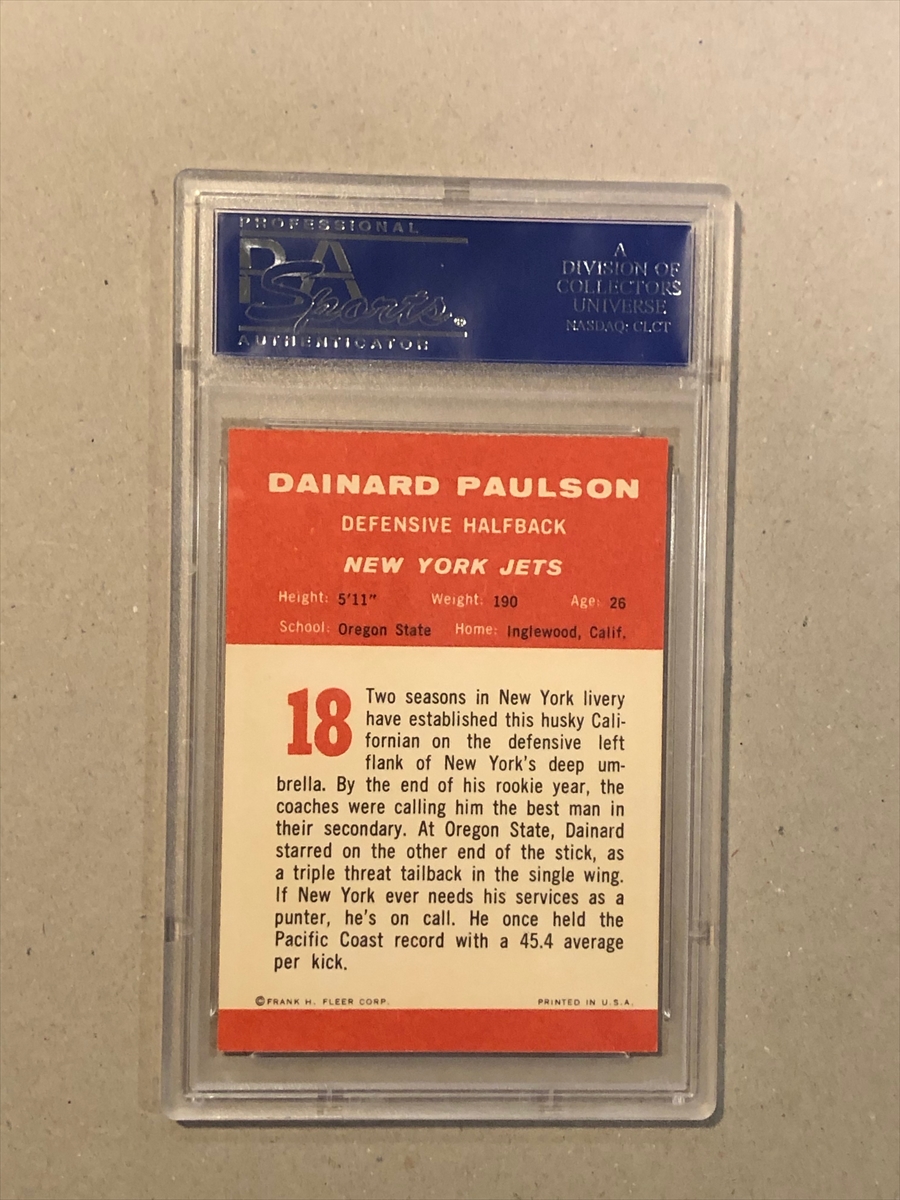 PROFESSIONAL
PSA
Sports®
AUTHENTICATOR
A
DIVISION OF
COLLECTORS
UNIVERSE
NASDAQ: CLCT
DAINARD PAULSON
DEFENSIVE HALFBACK
NEW YORK JETS
Height: 5'11" Weight: 190 Age: 26
School: Oregon State Home: Inglewood, Calif.
18 Two seasons in New York livery
have established this husky Cali-
fornian on the defensive left
flank of New York's deep um-
brella. By the end of his rookie year, the
coaches were calling him the best man in
their secondary. At Oregon State, Dainard
starred on the other end of the stick, as
a triple threat tailback in the single wing.
If New York ever needs his services as a
punter, he's on call. He once held the
Pacific Coast record with a 45.4 average
per kick.
©FRANK H. FLEER CORP. PRINTED IN U.S.A.